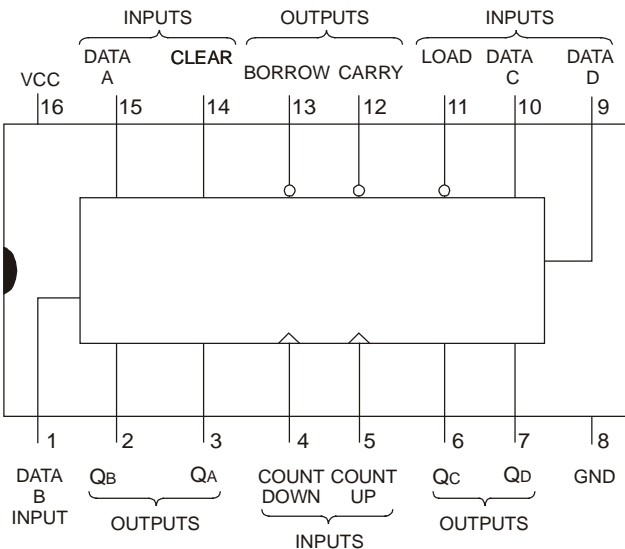 INPUTS OUTPUTS INPUTS
DATA A CLEAR BORROW CARRY LOAD DATA C DATA D
VCC
16 15 14 13 12 11 10 9
1 2 3 4 5 6 7 8
DATA B INPUT QB QA COUNT DOWN COUNT UP QC QD GND
OUTPUTS INPUTS OUTPUTS